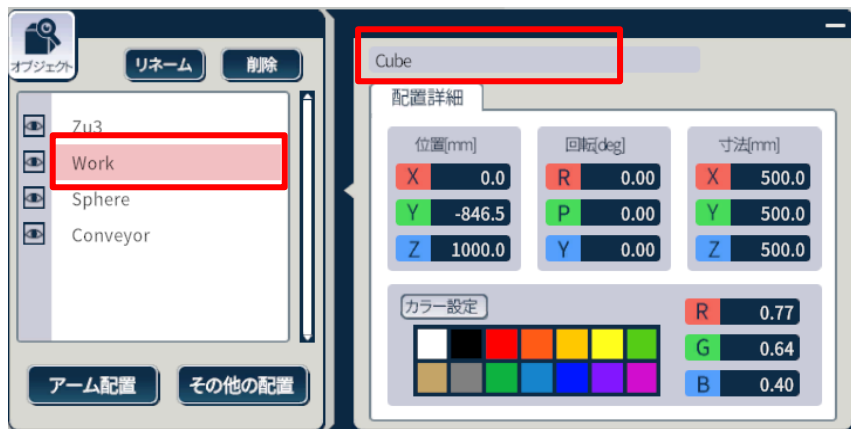 オブジェクト
リネーム
削除
Zu3
Work
Sphere
Conveyor
アーム配置
その他の配置
Cube
配置詳細
位置[mm]
X 0.0
Y -846.5
Z 1000.0
回転[deg]
R 0.00
P 0.00
Y 0.00
寸法[mm]
X 500.0
Y 500.0
Z 500.0
カラー設定
R 0.77
G 0.64
B 0.40